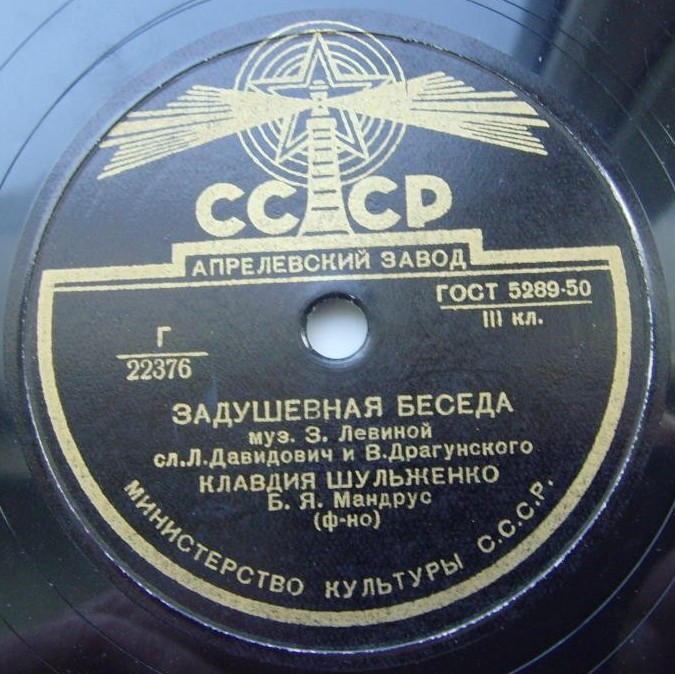 СССР
АПРЕЛЕВСКИЙ ЗАВОД
ГОСТ 5289-50
III кл.
Г
22376
ЗАДУШЕВНАЯ БЕСЕДА
муз. З. Левиной
сл.Л.Давидович и В.Драгунского
КЛАВДИЯ ШУЛЬЖЕНКО
Б. Я. Мандрус
(ф-но)
МИНИСТЕРСТВО КУЛЬТУРЫ С.С.С.Р.